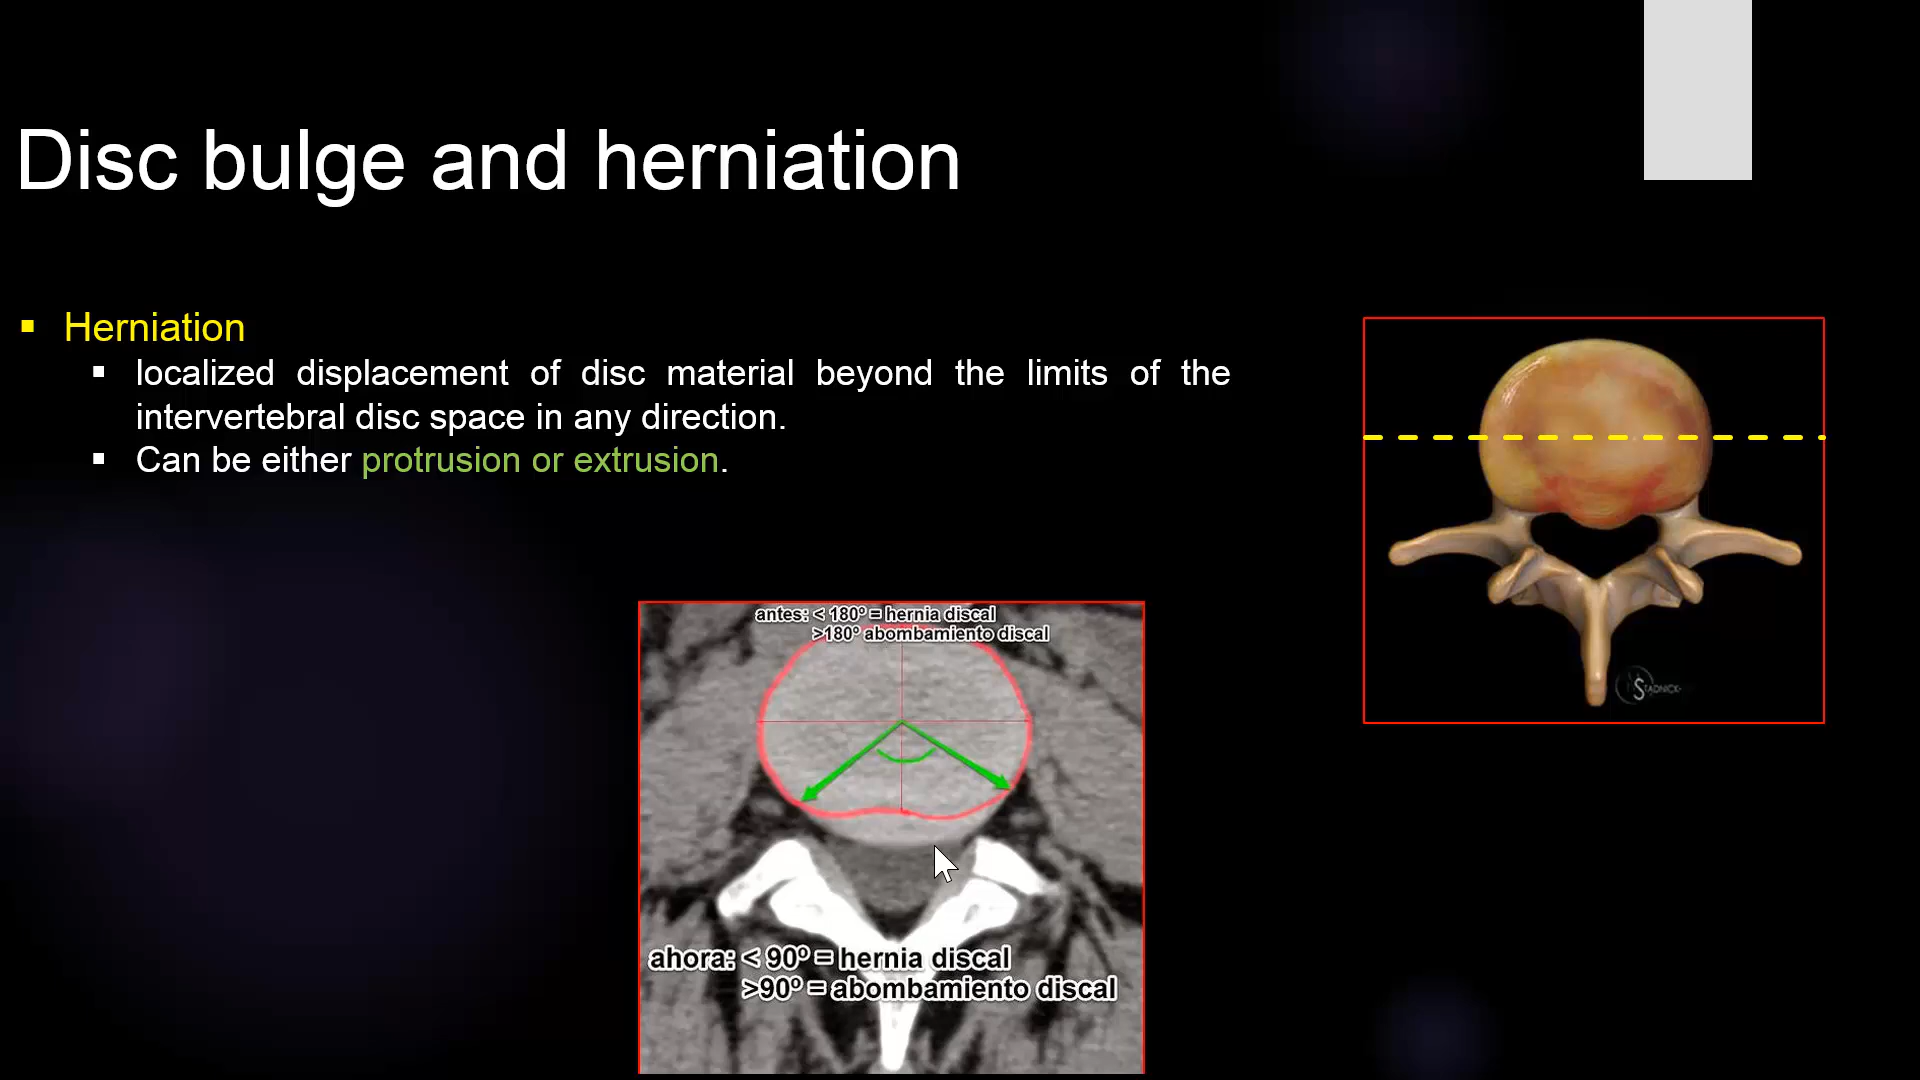 Disc bulge and herniation
Herniation
localized displacement of disc material beyond the limits of the
intervertebral disc space in any direction.
Can be either protrusion or extrusion.
STADNICK
antes: < 180º = hernia discal
>180º abombamiento discal
ahora: < 90º = hernia discal
>90º = abombamiento discal